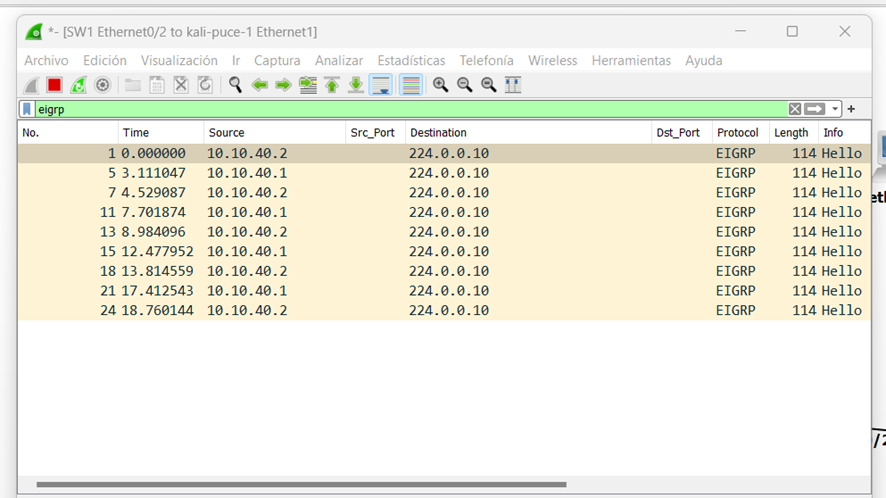 *- [SW1 Ethernet0/2 to kali-puce-1 Ethernet1]
Archivo Edición Visualización Ir Captura Analizar Estadísticas Telefonía Wireless Herramientas Ayuda
eigrp
No. Time Source Src_Port Destination Dst_Port Protocol Length Info
1 0.000000 10.10.40.2 224.0.0.10 EIGRP 114 Hello
5 3.111047 10.10.40.1 224.0.0.10 EIGRP 114 Hello
7 4.529087 10.10.40.2 224.0.0.10 EIGRP 114 Hello
11 7.701874 10.10.40.1 224.0.0.10 EIGRP 114 Hello
13 8.984096 10.10.40.2 224.0.0.10 EIGRP 114 Hello
15 12.477952 10.10.40.1 224.0.0.10 EIGRP 114 Hello
18 13.814559 10.10.40.2 224.0.0.10 EIGRP 114 Hello
21 17.412543 10.10.40.1 224.0.0.10 EIGRP 114 Hello
24 18.760144 10.10.40.2 224.0.0.10 EIGRP 114 Hello